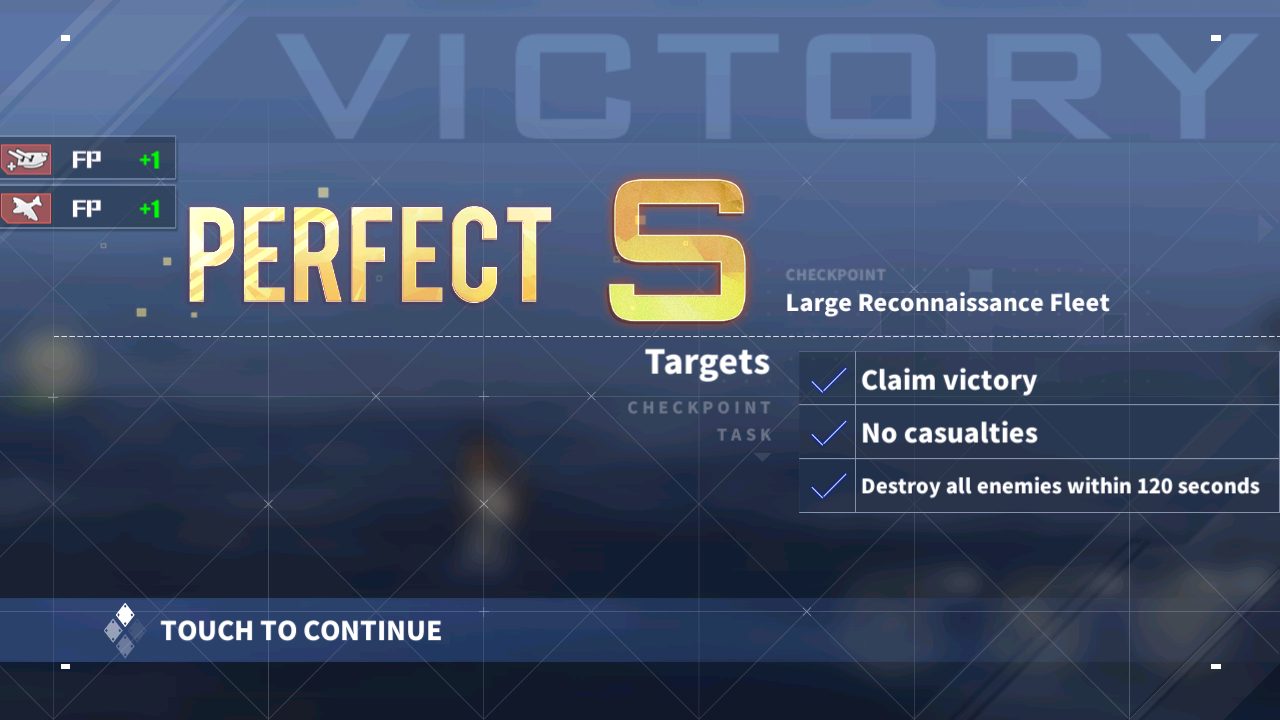 VICTORY
FP +1
FP +1
PERFECT S
CHECKPOINT
Large Reconnaissance Fleet
Targets
CHECKPOINT
TASK
Claim victory
No casualties
Destroy all enemies within 120 seconds
TOUCH TO CONTINUE